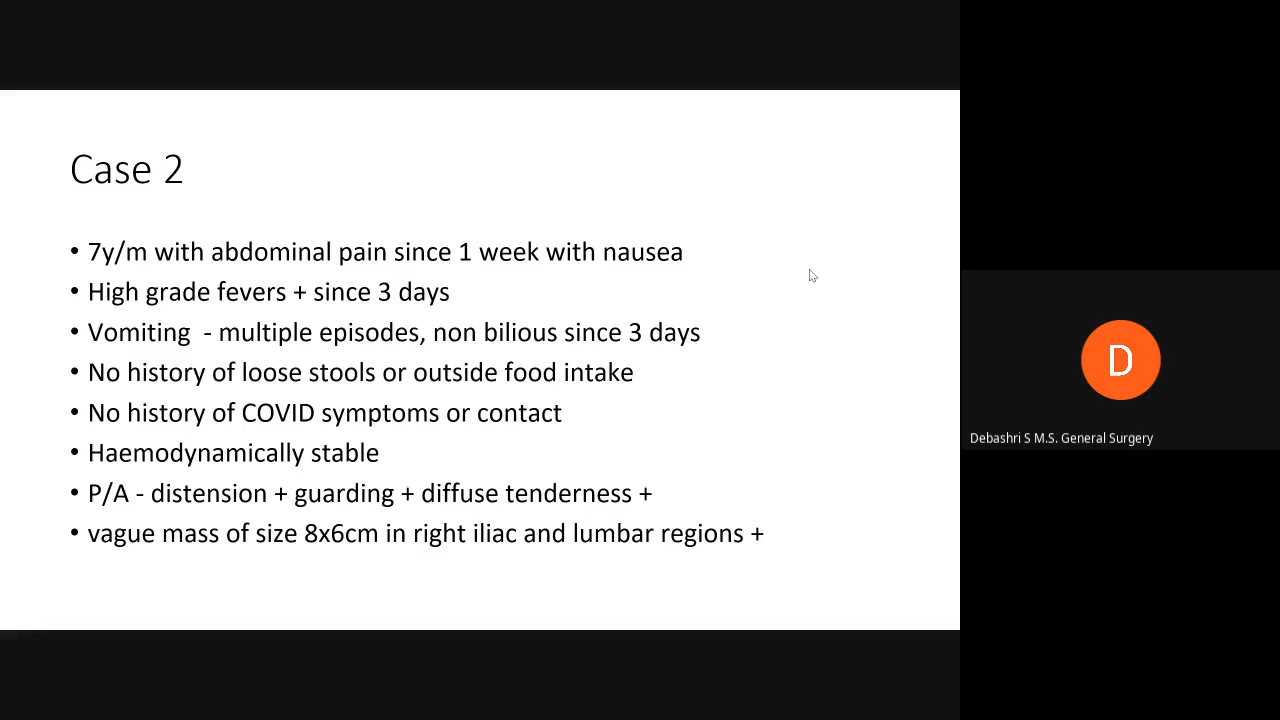 Case 2
• 7y/m with abdominal pain since 1 week with nausea
• High grade fevers + since 3 days
• Vomiting  - multiple episodes, non bilious since 3 days
• No history of loose stools or outside food intake
• No history of COVID symptoms or contact
• Haemodynamically stable
• P/A - distension + guarding + diffuse tenderness +
• vague mass of size 8x6cm in right iliac and lumbar regions +
D
Debashri S M.S. General Surgery